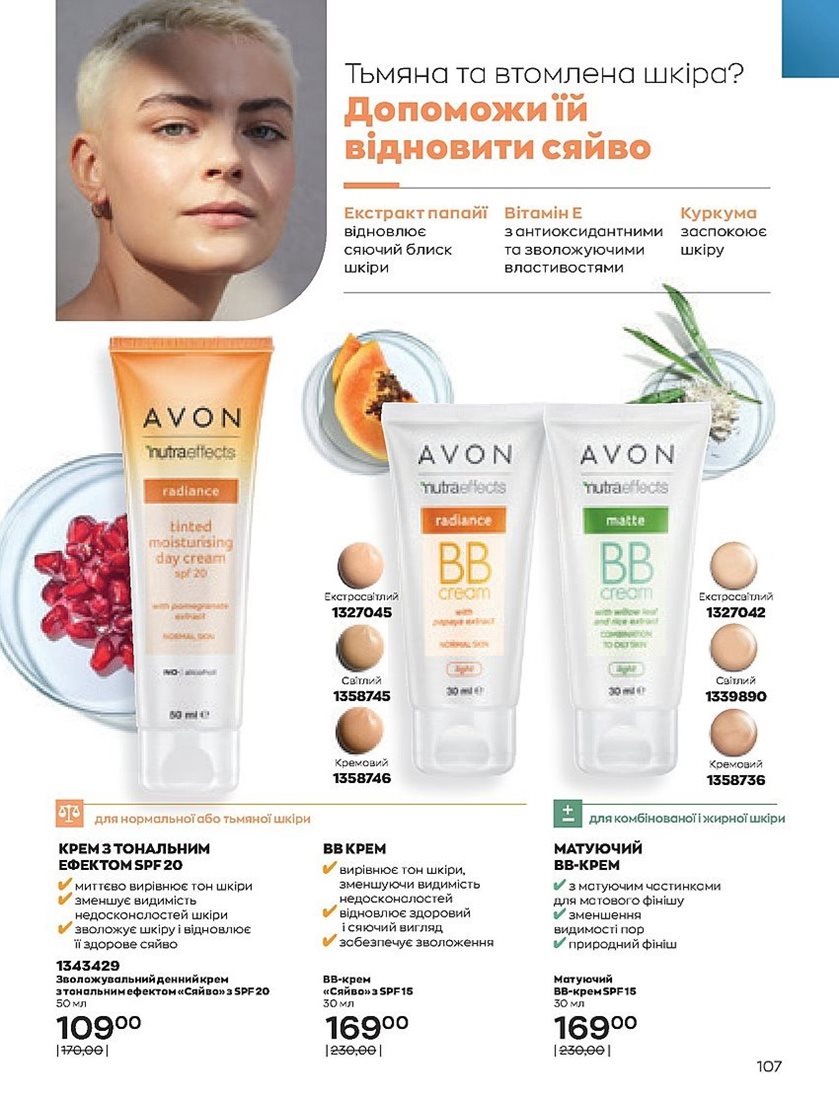 Тьмяна та втомлена шкіра?
Допоможи їй
відновити сяйво
Екстракт папайї
відновлює
сяючий блиск
шкіри
Вітамін Е
з антиоксидантними
та зволожуючими
властивостями
Куркума
заспокоює
шкіру
AVON
nutraeffects
radiance
tinted
moisturising
day cream
spf 20
with pomegranate
extract
NORMAL SKIN
NO- alcohol
50 ml e
Екстрасвітлий
1327045
Світлий
1358745
Кремовий
1358746
AVON
nutraeffects
radiance
BB
cream
with
papaya extract
NORMAL SKIN
light
30 ml e
AVON
nutraeffects
matte
BB
cream
with willow leaf
and rice extract
COMBINATION
TO OILY SKIN
light
30 ml e
Екстрасвітлий
1327042
Світлий
1339890
Кремовий
1358736
для нормальної або тьмяної шкіри
КРЕМ З ТОНАЛЬНИМ
ЕФЕКТОМ SPF 20
миттєво вирівнює тон шкіри
зменшує видимість
недосконалостей шкіри
зволожує шкіру і відновлює
її здорове сяйво
1343429
Зволожувальний денний крем
з тональним ефектом «Сяйво» з SPF 20
50 мл
109⁰⁰
|170,00|
BB КРЕМ
вирівнює тон шкіри,
зменшуючи видимість
недосконалостей
відновлює здоровий
і сяючий вигляд
забезпечує зволоження
BB-крем
«Сяйво» з SPF 15
30 мл
169⁰⁰
|230,00|
± для комбінованої і жирної шкіри
МАТУЮЧИЙ
BB-КРЕМ
з матуючим частинками
для матового фінішу
зменшення
видимості пор
природний фініш
Матуючий
BB-крем SPF 15
30 мл
169⁰⁰
|230,00|
107